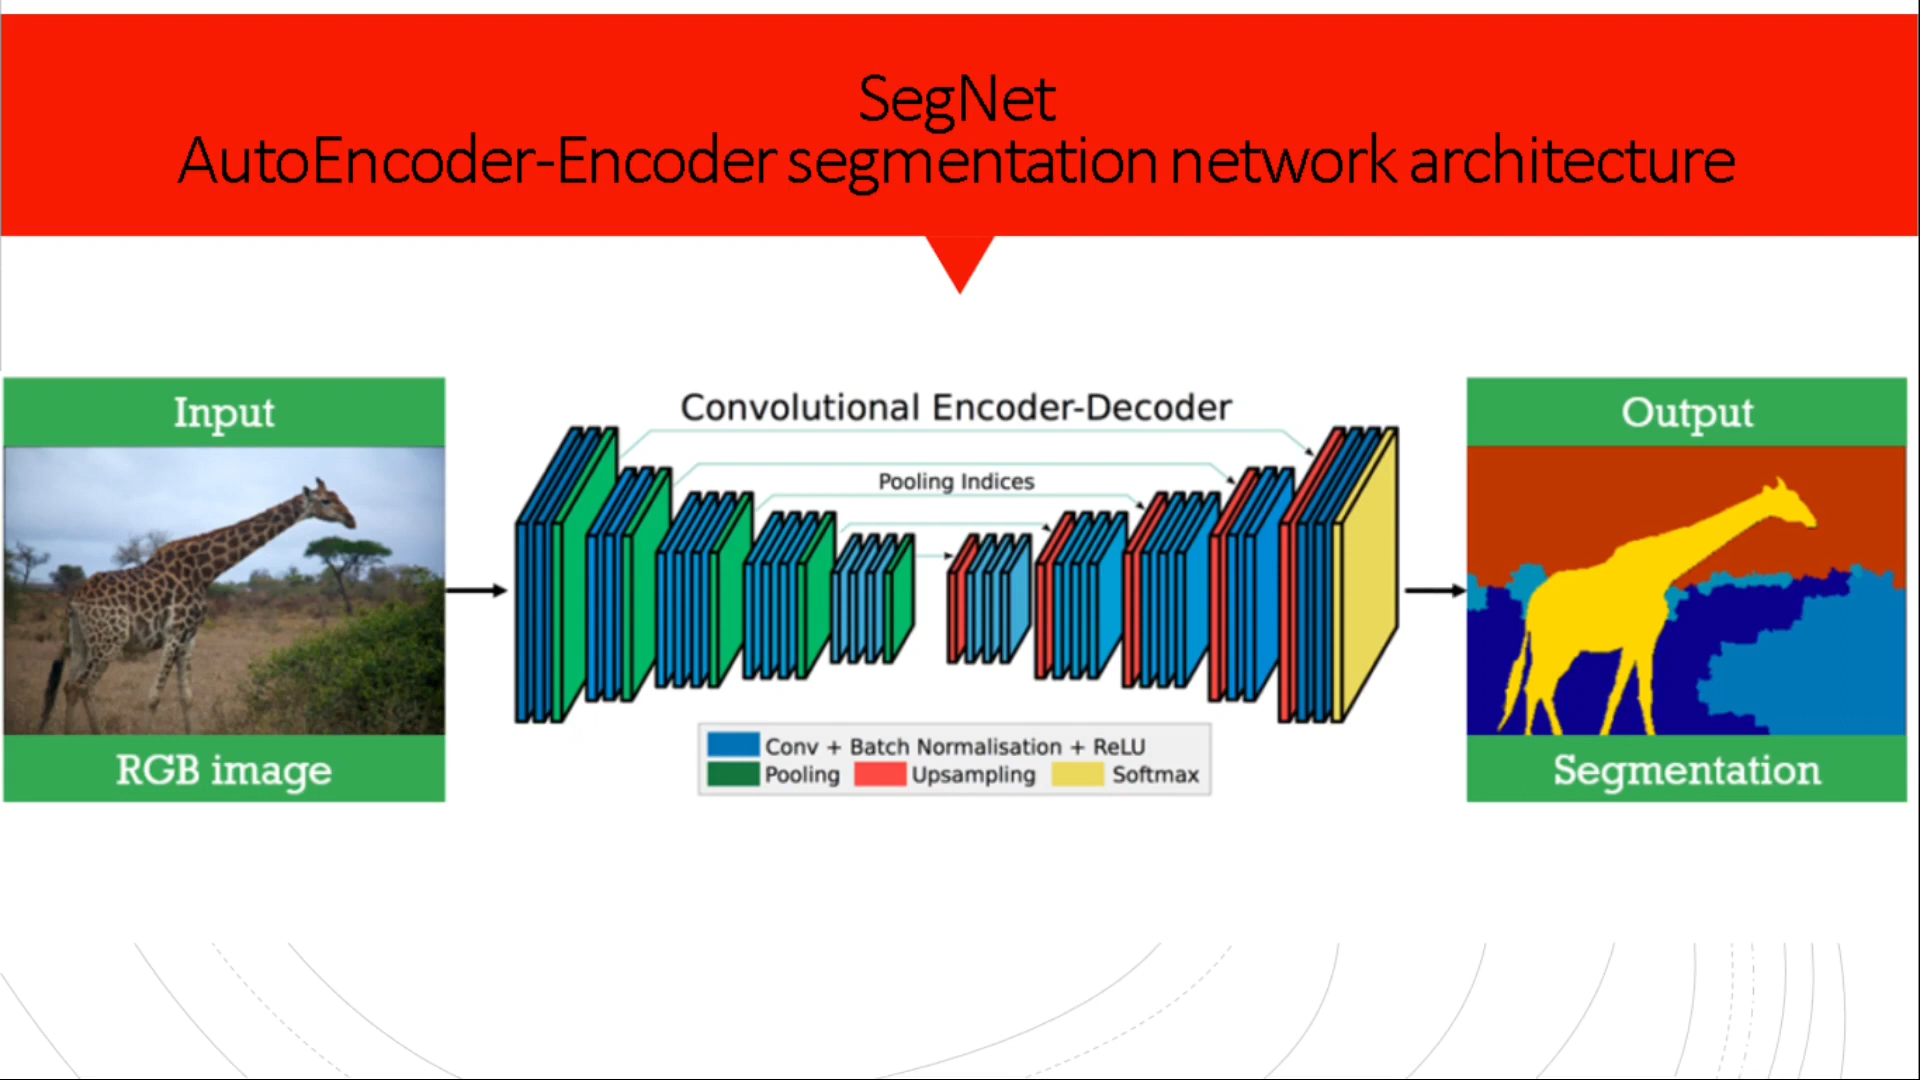 SegNet
AutoEncoder-Encoder segmentation network architecture
Input
RGB image
Convolutional Encoder-Decoder
Pooling Indices
Conv + Batch Normalisation + ReLU
Pooling Upsampling Softmax
Output
Segmentation